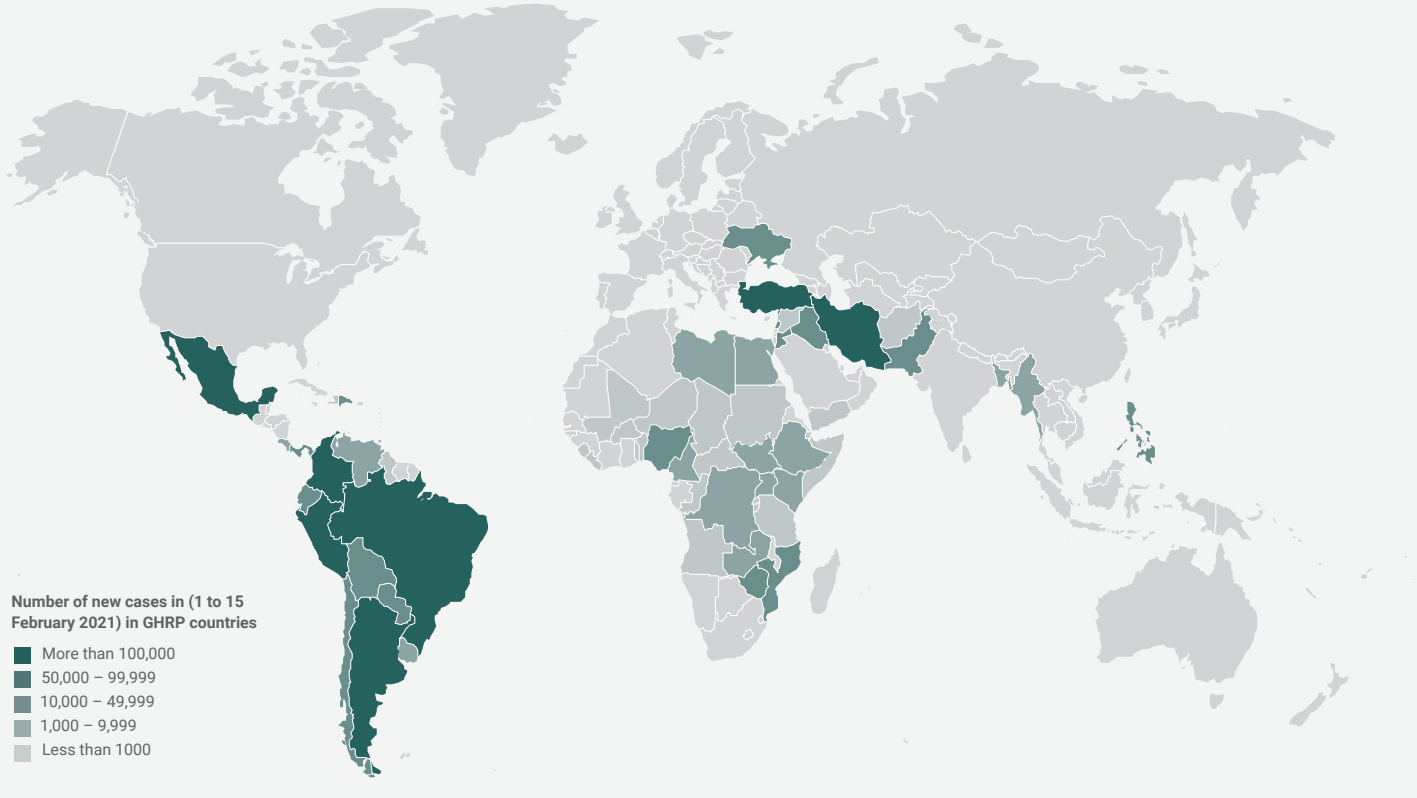 Number of new cases in (1 to 15
February 2021) in GHRP countries
More than 100,000
50,000 – 99,999
10,000 – 49,999
1,000 – 9,999
Less than 1000